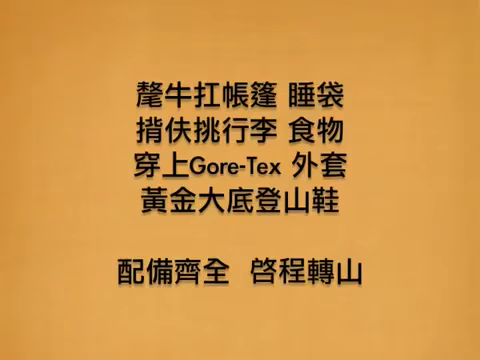 氂牛扛帳篷 睡袋
揹伕挑行李 食物
穿上Gore-Tex 外套
黃金大底登山鞋
配備齊全 啓程轉山